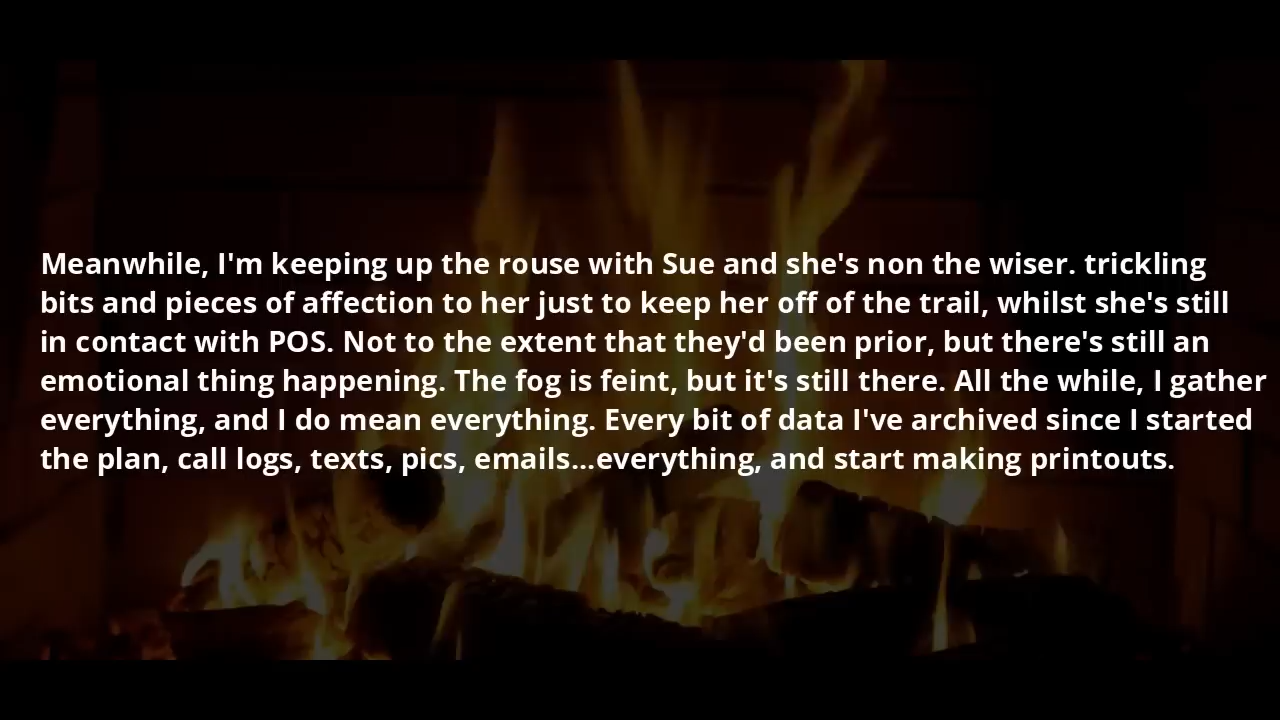 Meanwhile, I'm keeping up the rouse with Sue and she's non the wiser. trickling
bits and pieces of affection to her just to keep her off of the trail, whilst she's still
in contact with POS. Not to the extent that they'd been prior, but there's still an
emotional thing happening. The fog is feint, but it's still there. All the while, I gather
everything, and I do mean everything. Every bit of data I've archived since I started
the plan, call logs, texts, pics, emails...everything, and start making printouts.